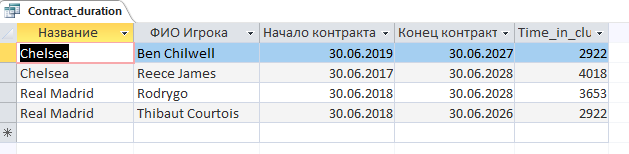 Contract_duration
Название ФИО Игрока Начало контракта Конец контракт Time_in_clu
Chelsea Ben Chilwell 30.06.2019 30.06.2027 2922
Chelsea Reece James 30.06.2017 30.06.2028 4018
Real Madrid Rodrygo 30.06.2018 30.06.2028 3653
Real Madrid Thibaut Courtois 30.06.2018 30.06.2026 2922